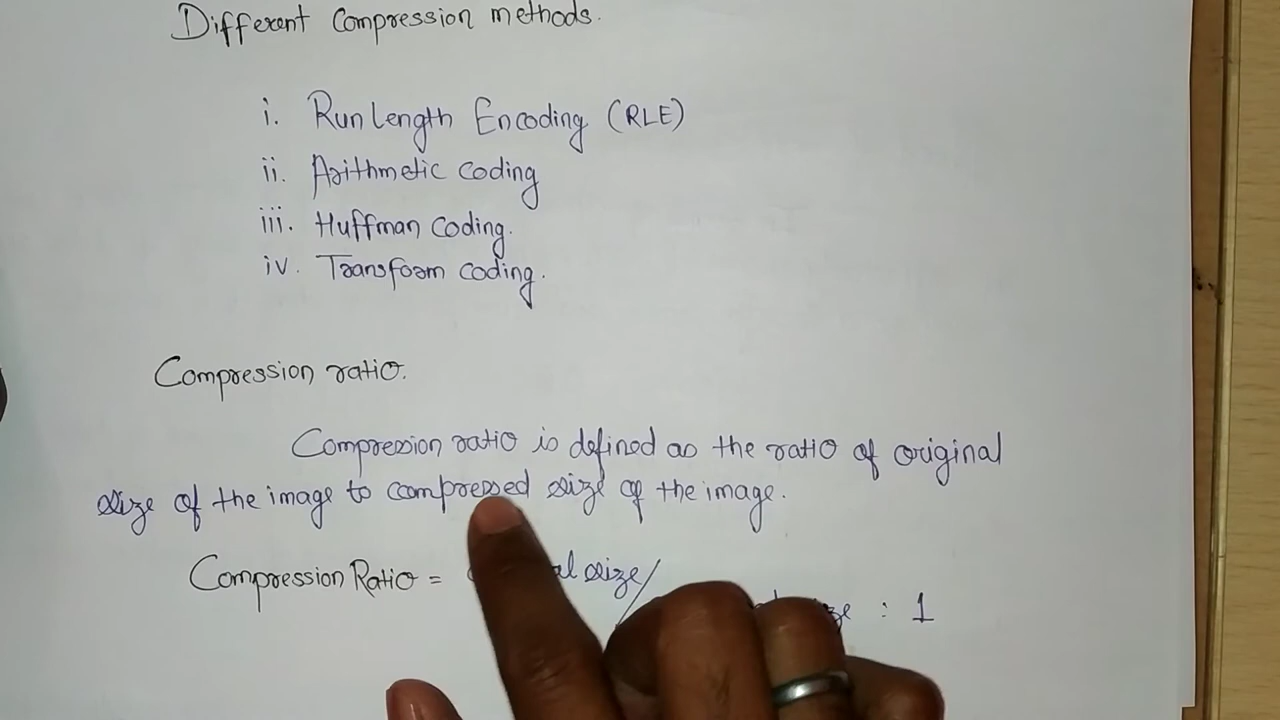 Different Compression methods.
i. Run length Encoding (RLE)
ii. Arithmetic coding
iii. Huffman coding.
iv. Transform coding.
Compression ratio.
Compression ratio is defined as the ratio of original
size of the image to compressed size of the image.
Compression Ratio = size/
: 1